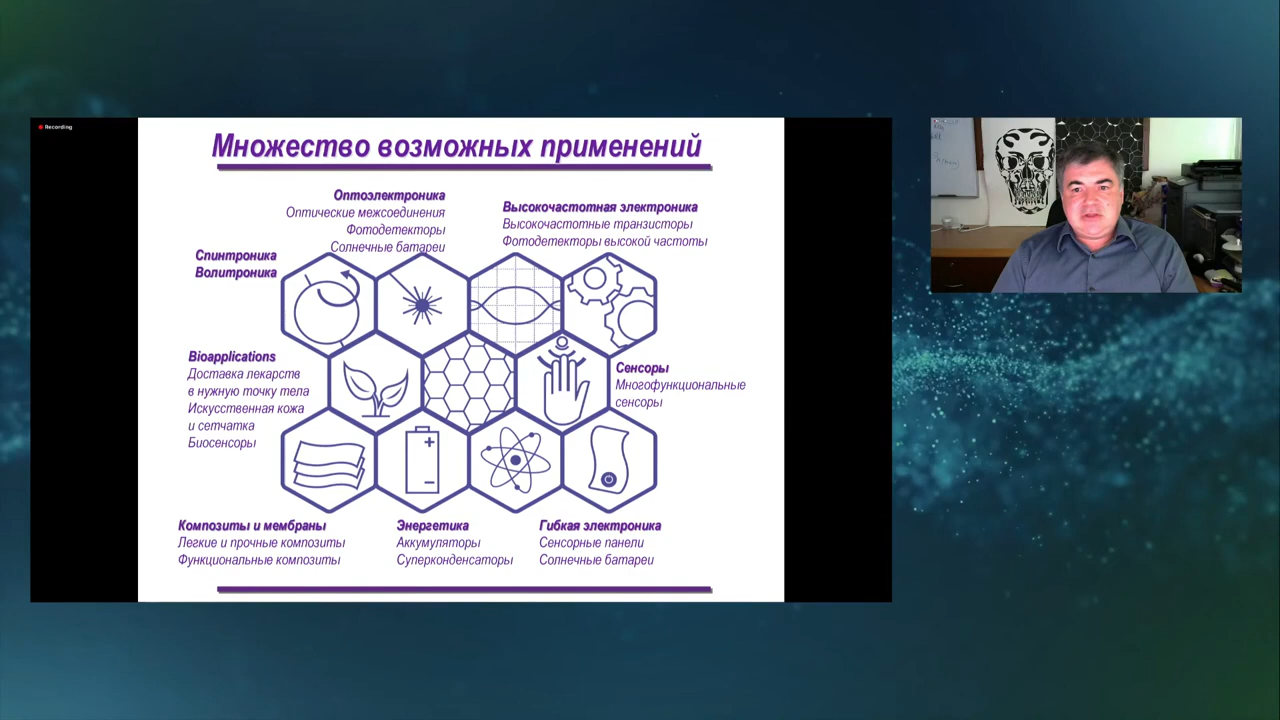 Recording
Множество возможных применений
Оптоэлектроника
Оптические межсоединения
Фотодетекторы
Солнечные батареи
Высокочастотная электроника
Высокочастотные транзисторы
Фотодетекторы высокой частоты
Спинтроника
Волитроника
Bioapplications
Доставка лекарств
в нужную точку тела
Искусственная кожа
и сетчатка
Биосенсоры
Сенсоры
Многофункциональные
сенсоры
Композиты и мембраны
Легкие и прочные композиты
Функциональные композиты
Энергетика
Аккумуляторы
Суперконденсаторы
Гибкая электроника
Сенсорные панели
Солнечные батареи